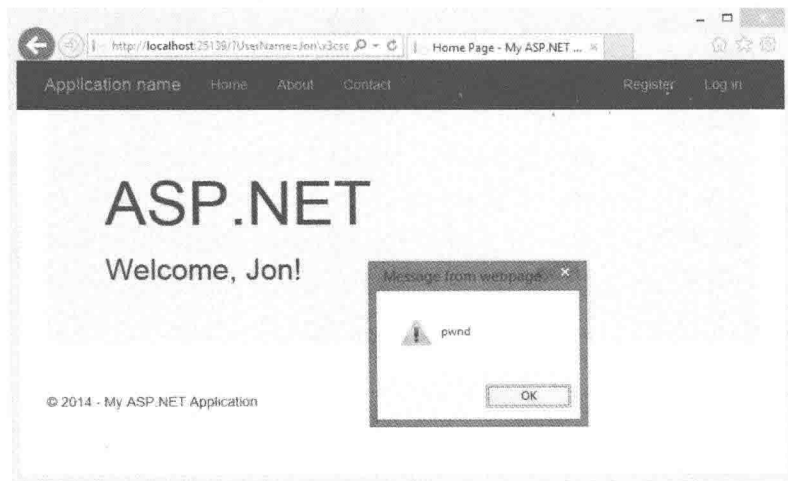 http://localhost:25139/?UserName=Jon\x3csc
Home Page - My ASP.NET ...
Application name Home About Contact Register Log in
ASP.NET
Welcome, Jon!
Message from webpage
pwnd
OK
© 2014 - My ASP.NET Application